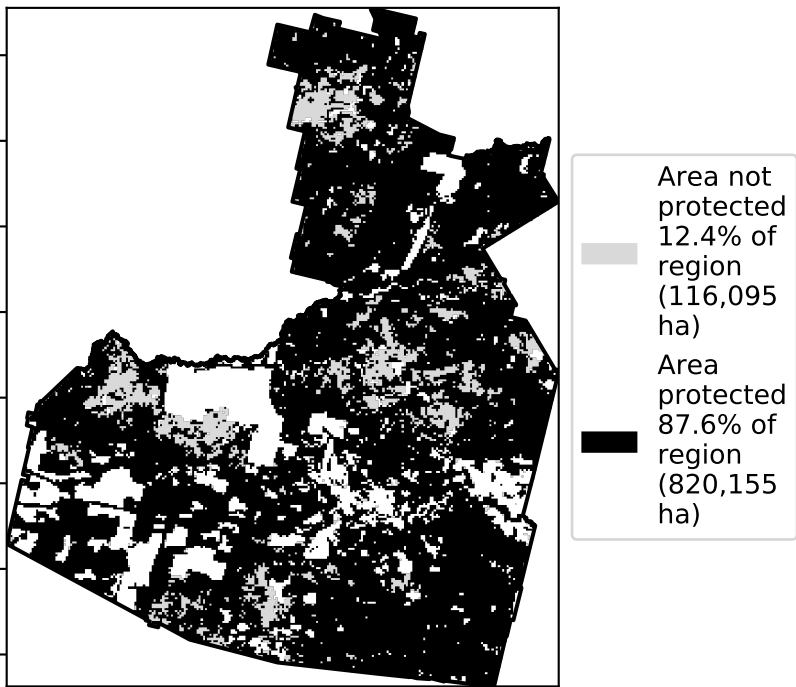 Area not
protected
12.4% of
region
(116,095
ha)
Area
protected
87.6% of
region
(820,155
ha)